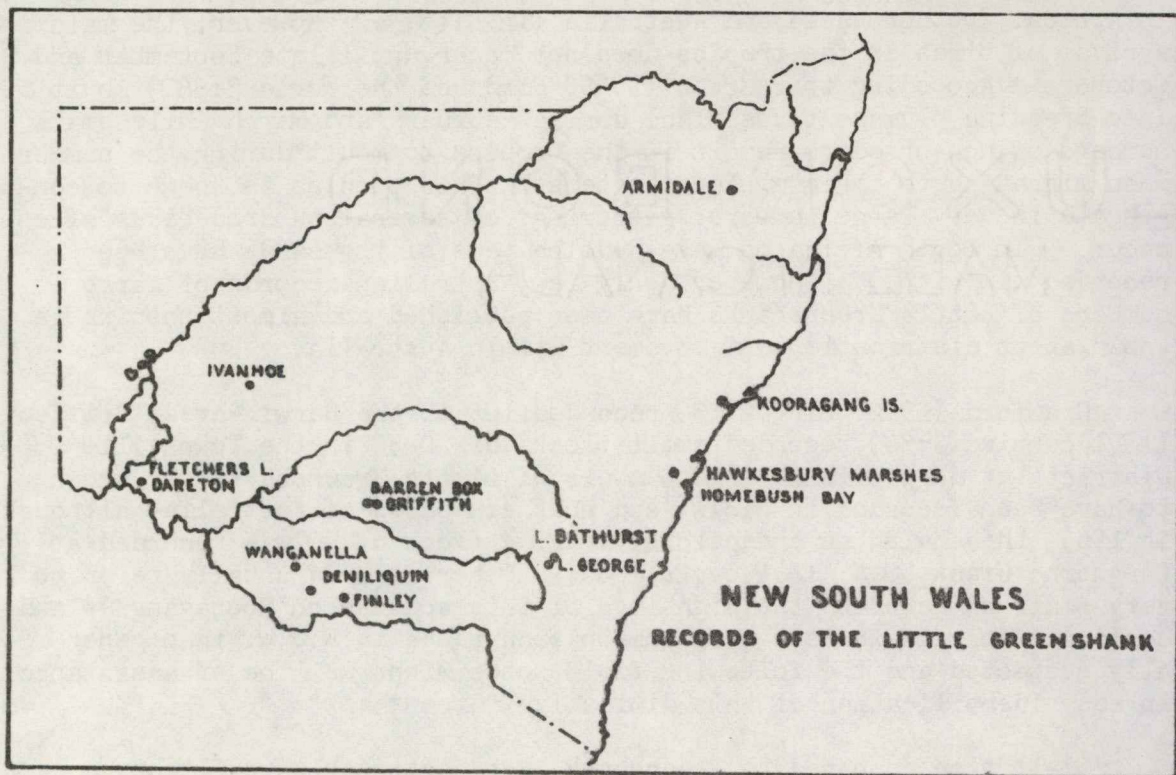 ARMIDALE
IVANHOE
KOORAGANG IS.
FLETCHERS L.
DARETON
HAWKESBURY MARSHES
HOMEBUSH BAY
BARREN BOX
GRIFFITH
L. BATHURST
L. GEORGE
WANGANELLA
DENILIQUIN
FINLEY
NEW SOUTH WALES
RECORDS OF THE LITTLE GREENSHANK